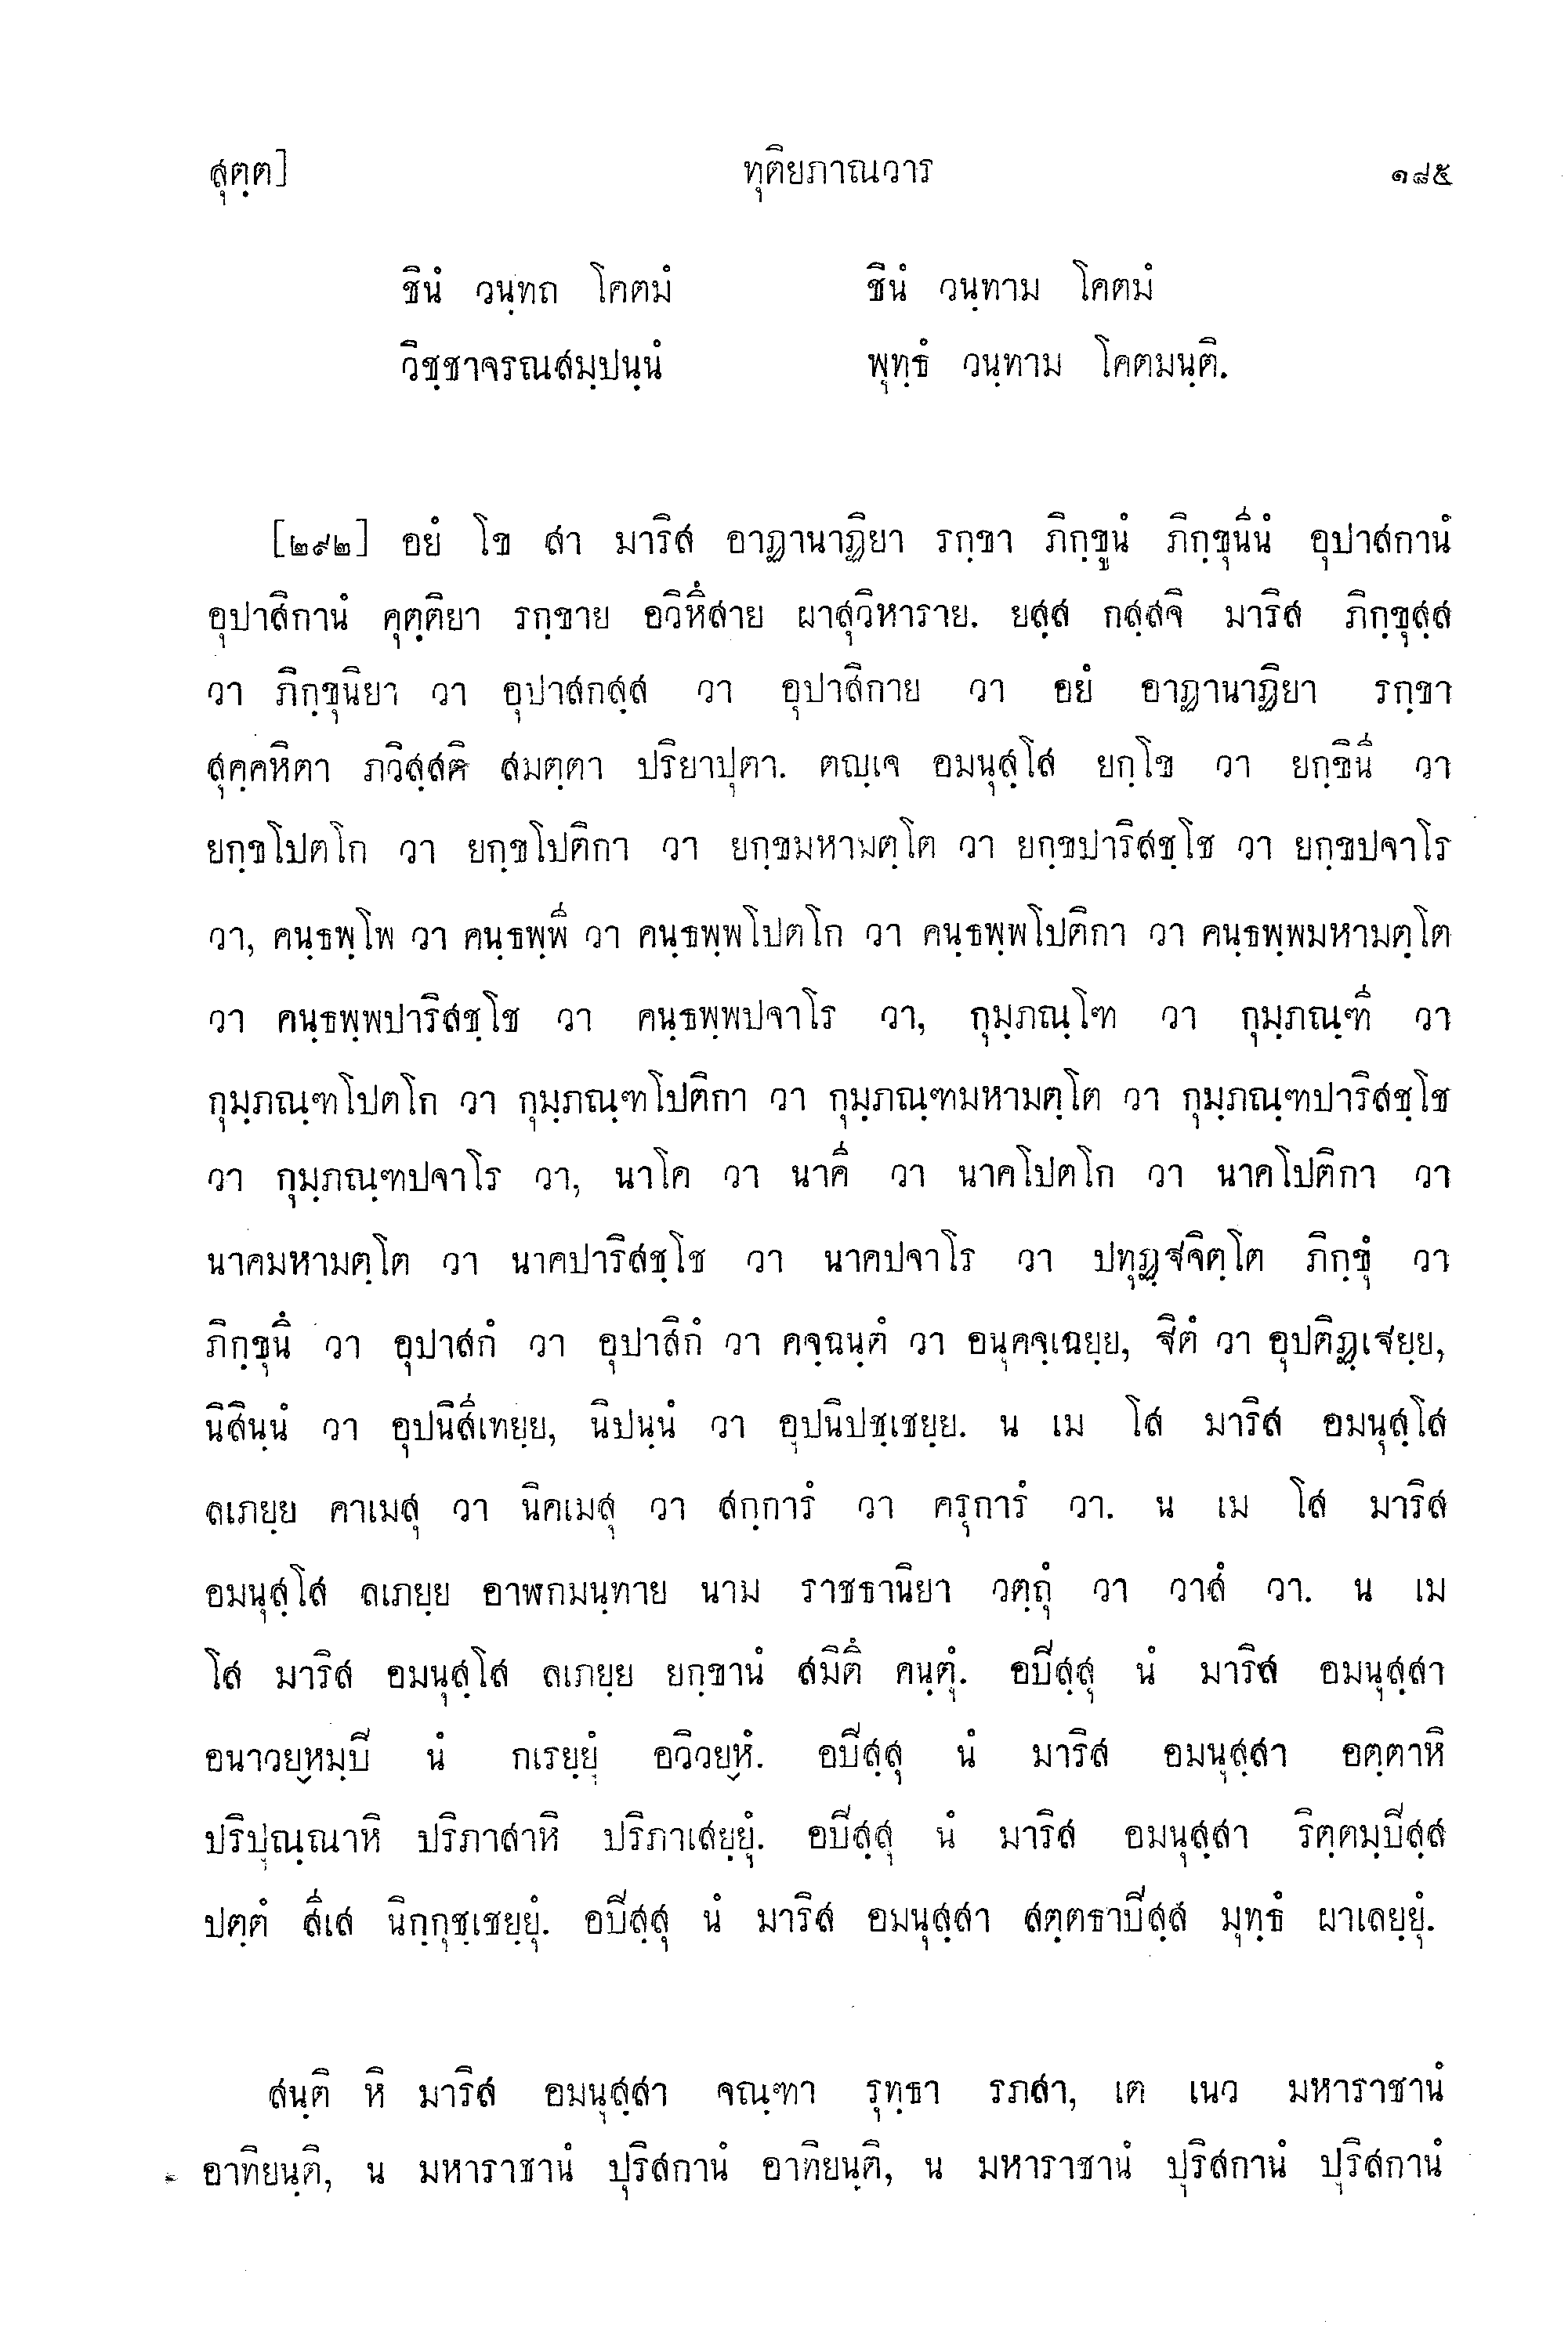 สุตฺต] ทุติยภาณวาร ๑๘๕
ชินํ วนฺทถ โคตมํ ชินํ วนฺทาม โคตมํ
วิชฺชาจรณสมฺปนฺนํ พุทฺธํ วนฺทาม โคตมนฺติ.
[๒๙๒] อยํ โข สา มาริส อาฏานาฏิยา รกฺขา ภิกฺขูนํ ภิกฺขุนีนํ อุปาสกานํ
อุปาสิกานํ คุตฺติยา รกฺขาย อวิหึสาย ผาสุวิหาราย. ยสฺส กสฺสจิ มาริส ภิกฺขุสฺส
วา ภิกฺขุนิยา วา อุปาสกสฺส วา อุปาสิกาย วา อยํ อาฏานาฏิยา รกฺขา
สุคฺคหิตา ภวิสฺสติ สมตฺตา ปริยาปุตา. ตญฺเจ อมนุสฺโส ยกฺโข วา ยกฺขินี วา
ยกฺขโปตโก วา ยกฺขโปติกา วา ยกฺขมหามตฺโต วา ยกฺขปาริสชฺโช วา ยกฺขปจาโร
วา, คนฺธพฺโพ วา คนฺธพฺพี วา คนฺธพฺพโปตโก วา คนฺธพฺพโปติกา วา คนฺธพฺพมหามตฺโต
วา คนฺธพฺพปาริสชฺโช วา คนฺธพฺพปจาโร วา, กุมฺภณฺโฑ วา กุมฺภณฺฑี วา
กุมฺภณฺฑโปตโก วา กุมฺภณฺฑโปติกา วา กุมฺภณฺฑมหามตฺโต วา กุมฺภณฺฑปาริสชฺโช
วา กุมฺภณฺฑปจาโร วา, นาโค วา นาคี วา นาคโปตโก วา นาคโปติกา วา
นาคมหามตฺโต วา นาคปาริสชฺโช วา นาคปจาโร วา ปทุฏฺฐจิตฺโต ภิกฺขุํ วา
ภิกฺขุนึ วา อุปาสกํ วา อุปาสิกํ วา คจฺฉนฺตํ วา อนุคจฺเฉยฺย, ฐิตํ วา อุปติฏฺเฐยฺย,
นิสินฺนํ วา อุปนิสีเทยฺย, นิปนฺนํ วา อุปนิปชฺเชยฺย. น เม โส มาริส อมนุสฺโส
ลเภยฺย คาเมสุ วา นิคเมสุ วา สกฺการํ วา ครุการํ วา. น เม โส มาริส
อมนุสฺโส ลเภยฺย อาฬกมนฺทาย นาม ราชธานิยา วตฺถุํ วา วาสํ วา. น เม
โส มาริส อมนุสฺโส ลเภยฺย ยกฺขานํ สมิตึ คนฺตุํ. อปิสฺสุ นํ มาริส อมนุสฺสา
อนาวยฺหมฺปิ นํ กเรยฺยุํ อวิวยฺหํ. อปิสฺสุ นํ มาริส อมนุสฺสา อตฺตาหิ
ปริปุณฺณาหิ ปริภาสาหิ ปริภาเสยฺยุํ. อปิสฺสุ นํ มาริส อมนุสฺสา ริตฺตมฺปิสฺส
ปตฺตํ สีเส นิกฺกุชฺเชยฺยุํ. อปิสฺสุ นํ มาริส อมนุสฺสา สตฺตธาปิสฺส มุทฺธํ ผาเลยฺยุํ.
สนฺติ หิ มาริส อมนุสฺสา จณฺฑา รุทฺธา รภสา, เต เนว มหาราชานํ
อาทิยนฺติ, น มหาราชานํ ปุริสกานํ อาทิยนฺติ, น มหาราชานํ ปุริสกานํ ปุริสกานํ